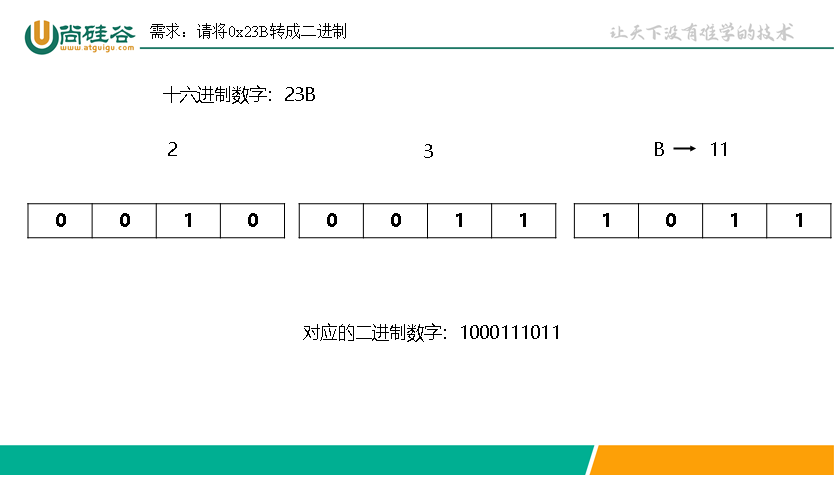 尚硅谷
www.atguigu.com
需求：请将0x23B转成二进制
让天下没有难学的技术
十六进制数字：23B
2 3 B → 11
0 0 1 0 0 0 1 1 1 0 1 1
对应的二进制数字：1000111011